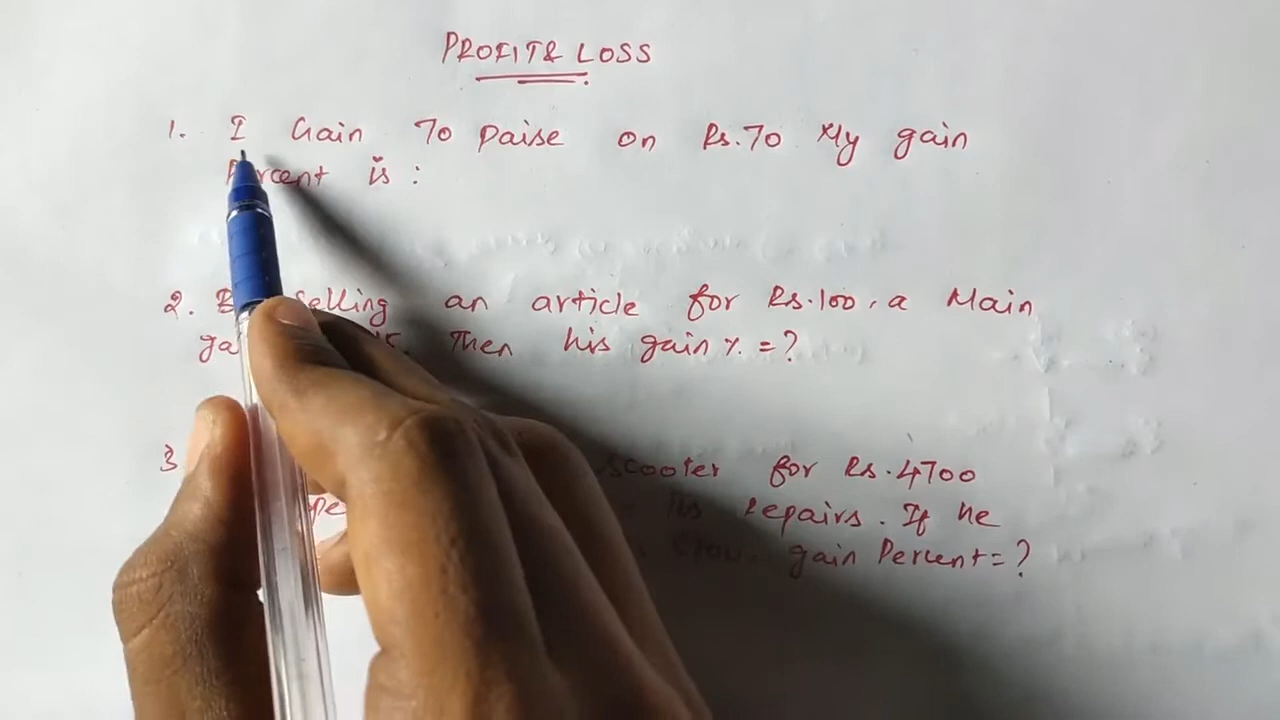 PROFIT & LOSS
1. I Gain 70 Paise on Rs.70 My gain
Percent is :
2. Selling an article for Rs.100, a Main
Then his gain % = ?
3. scooter for Rs.4700
Repairs. If he
gain Percent = ?